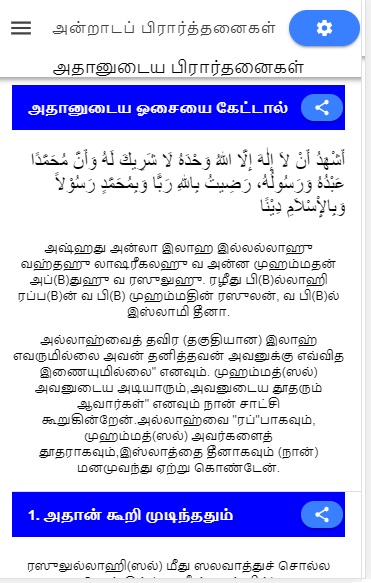 அன்றாடப் பிரார்த்தனைகள்
அதானுடைய பிரார்தனைகள்
அதானுடைய ஓசையை கேட்டால்
أَشْهَدُ أَنْ لاَ إِلٰهَ إِلَّا اللهُ وَحْدَهُ لَا شَرِيكَ لَهُ وَأَنَّ مُحَمَّدًا
عَبْدُهُ وَرَسُولُهُ، رَضِيتُ بِاللهِ رَبًّا وَبِمُحَمَّدٍ رَسُوْلاً
وَبِالْإِسْلَامِ دِيْنًا
அஷ்ஹது அன்லா இலாஹ இல்லல்லாஹு
வஹ்தஹு லாஷரீகலஹு வ அன்ன முஹம்மதன்
அப்(B)துஹு வ ரஸுலுஹு. ரழீது பி(B)ல்லாஹி
ரப்ப(B)ன் வ பி(B) முஹம்மதின் ரஸுலன், வ பி(B)ல்
இஸ்லாமி தீனா.
அல்லாஹ்வைத் தவிர (தகுதியான) இலாஹ்
எவருமில்லை அவன் தனித்தவன் அவனுக்கு எவ்வித
இணையுமில்லை" எனவும். முஹம்மத்(ஸல்)
அவனுடைய அடியாரும்,அவனுடைய தூதரும்
ஆவார்கள்" எனவும் நான் சாட்சி
கூறுகின்றேன்.அல்லாஹ்வை "ரப்"பாகவும்,
முஹம்மத்(ஸல்) அவர்களைத்
தூதராகவும்,இஸ்லாத்தை தீனாகவும் (நான்)
மனமுவந்து ஏற்று கொண்டேன்.
1. அதான் கூறி முடிந்ததும்
ரஸுலுல்லாஹி(ஸல்) மீது ஸலவாத்துச் சொல்ல